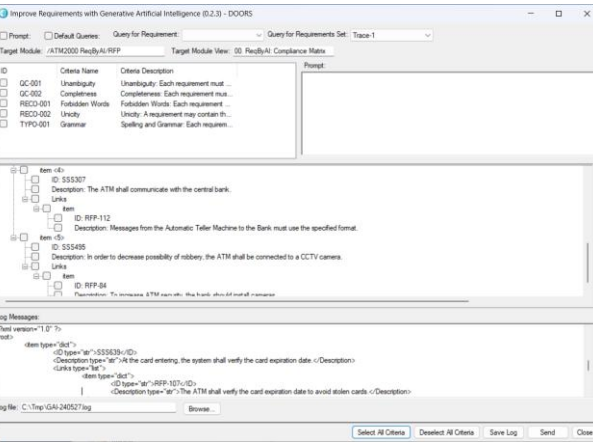 Improve Requirements with Generative Artificial Intelligence (0.2.3) - DOORS
Prompt: Default Queries: Query for Requirement: Query for Requirements Set: Trace-1
Target Module: /ATM2000 ReqByAI/RFP Target Module View: 00. ReqByAI: Compliance Matrix
ID Criteria Name Criteria Description Prompt:
QC-001 Unambiguity Unambiguity: Each requirement must ...
QC-002 Completness Completeness: Each requirement mus...
RECO-001 Forbidden Words Forbidden Words: Each requirement ...
RECO-002 Unicity Unicity: A requirement may contain th...
TYPO-001 Grammar Spelling and Grammar: Each requirem...
item <4>
ID: SSS307
Description: The ATM shall communicate with the central bank.
Links
item
ID: RFP-112
Description: Messages from the Automatic Teller Machine to the Bank must use the specified format.
item <5>
ID: SSS495
Description: In order to decrease possibility of robbery, the ATM shall be connected to a CCTV camera.
Links
item
ID: RFP-84
Description: To increase ATM security, the bank should install cameras
og Messages:
?xml version="1.0" ?>
root>
<item type="dict">
<ID type="str">SSS639</ID>
<Description type="str">At the card entering, the system shall verify the card expiration date.</Description>
<Links type="list">
<item type="dict">
<ID type="str">RFP-107</ID>
<Description type="str">The ATM shall verify the card expiration date to avoid stolen cards.</Description>
og file: C:\Tmp\GAI-240527.log Browse...
Select All Criteria Deselect All Criteria Save Log Send Close